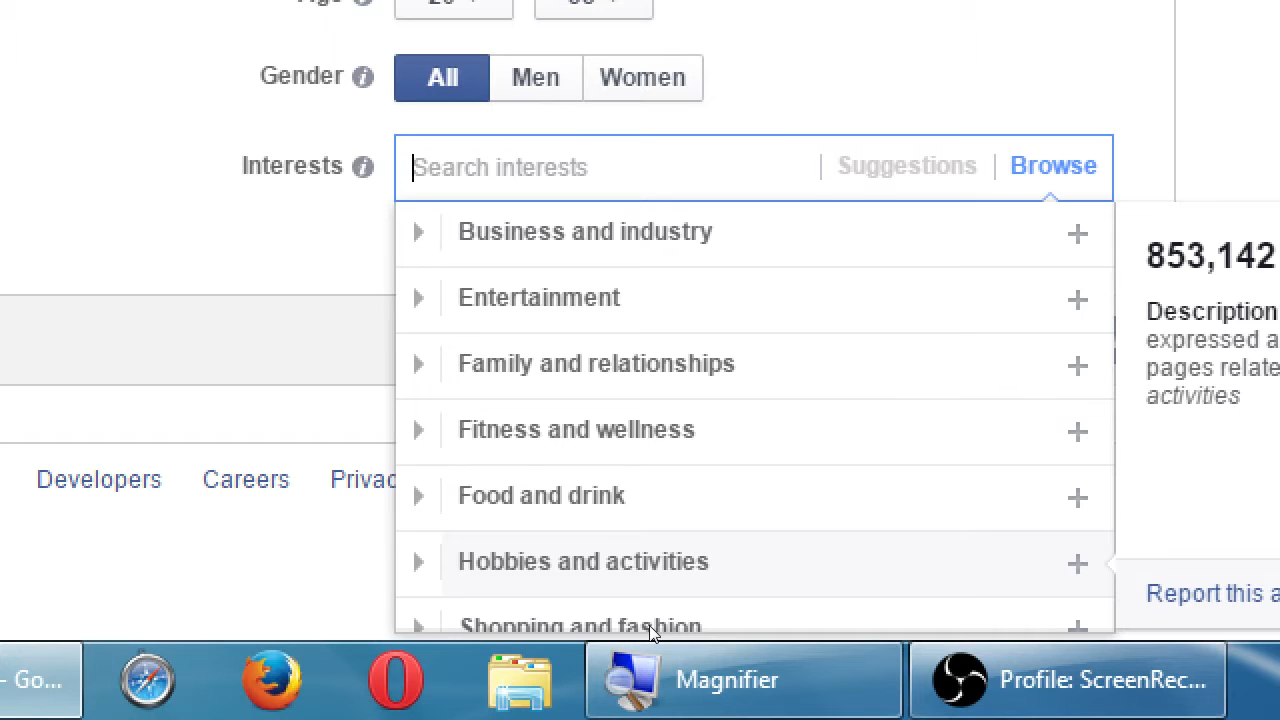 Gender All Men Women
Interests Search interests Suggestions Browse
Business and industry
853,142
Entertainment
Description
expressed a
Family and relationships
pages relate
activities
Fitness and wellness
Developers Careers Privac
Food and drink
Hobbies and activities
Report this a
Shopping and fashion
- Go... Magnifier Profile: ScreenRec...